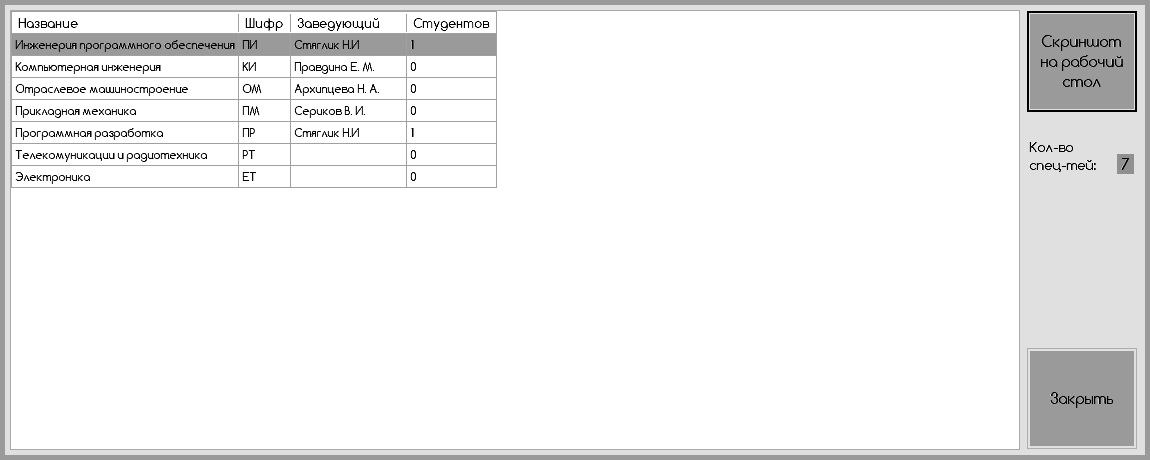 Название Шифр Заведующий Студентов
Инженерия программного обеспечения ПИ Стяглик Н.И 1
Компьютерная инженерия КИ Правдина Е. М. 0
Отраслевое машиностроение ОМ Архипцева Н. А. 0
Прикладная механика ПМ Сериков В. И. 0
Программная разработка ПР Стяглик Н.И 1
Телекомуникации и радиотехника РТ 0
Электроника ЕТ 0
Скриншот
на рабочий
стол
Кол-во
спец-тей: 7
Закрыть